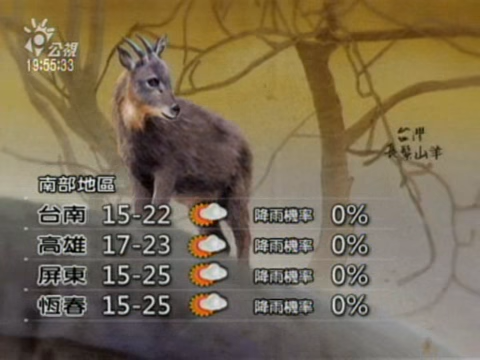 公視
19:55:33
台灣
長鬃山羊
南部地區
台南 15-22 降雨機率 0%
高雄 17-23 降雨機率 0%
屏東 15-25 降雨機率 0%
恆春 15-25 降雨機率 0%